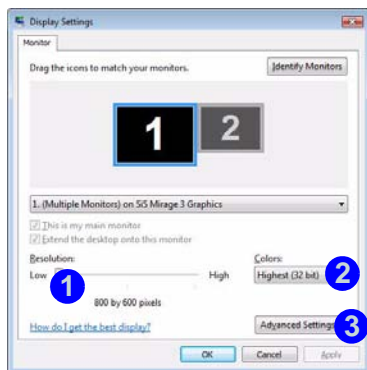 Display Settings
Monitor
Drag the icons to match your monitors.
Identify Monitors
1
2
1. (Multiple Monitors) on SiS Mirage 3 Graphics
This is my main monitor
Extend the desktop onto this monitor
Resolution:
Colors:
Low
High
Highest (32 bit)
1
2
800 by 600 pixels
How do I get the best display?
Advanced Settings
3
OK
Cancel
Apply